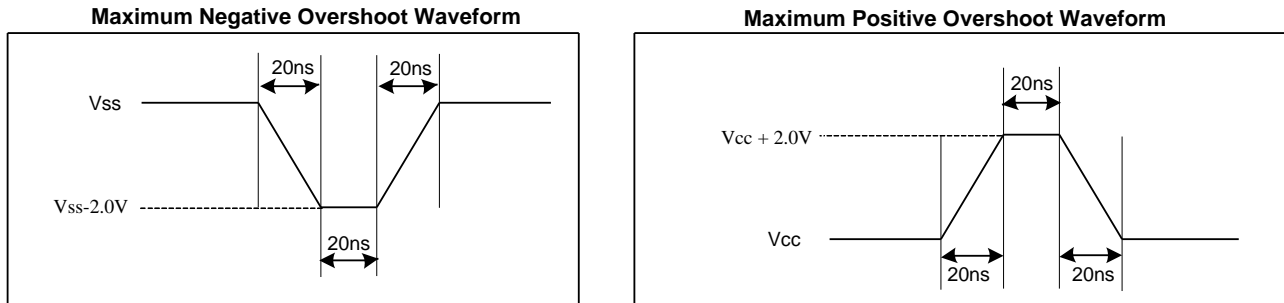 Maximum Negative Overshoot Waveform
20ns
20ns
Vss
Vss-2.0V
20ns
Maximum Positive Overshoot Waveform
20ns
Vcc + 2.0V
Vcc
20ns
20ns